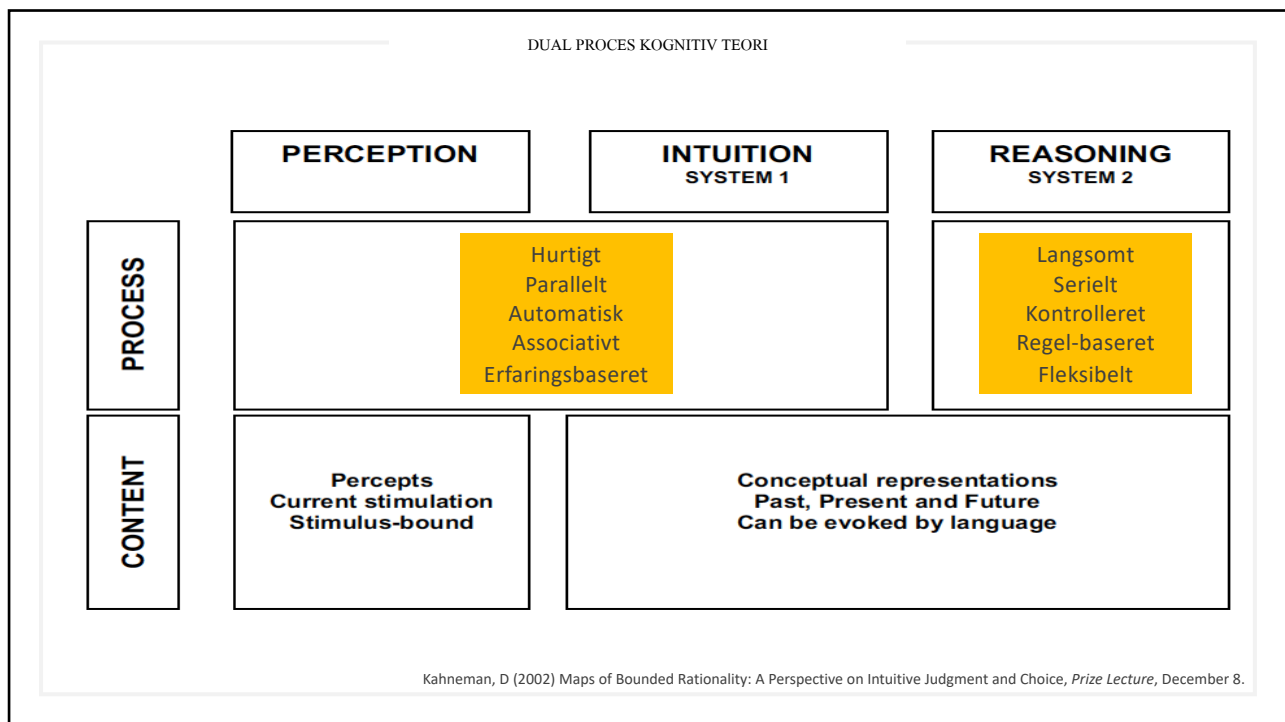 DUAL PROCES KOGNITIV TEORI
PERCEPTION
INTUITION
SYSTEM 1
REASONING
SYSTEM 2
PROCESS
Hurtigt
Parallelt
Automatisk
Associativt
Erfaringsbaseret
Langsomt
Serielt
Kontrolleret
Regel-baseret
Fleksibelt
CONTENT
Percepts
Current stimulation
Stimulus-bound
Conceptual representations
Past, Present and Future
Can be evoked by language
Kahneman, D (2002) Maps of Bounded Rationality: A Perspective on Intuitive Judgment and Choice, Prize Lecture, December 8.